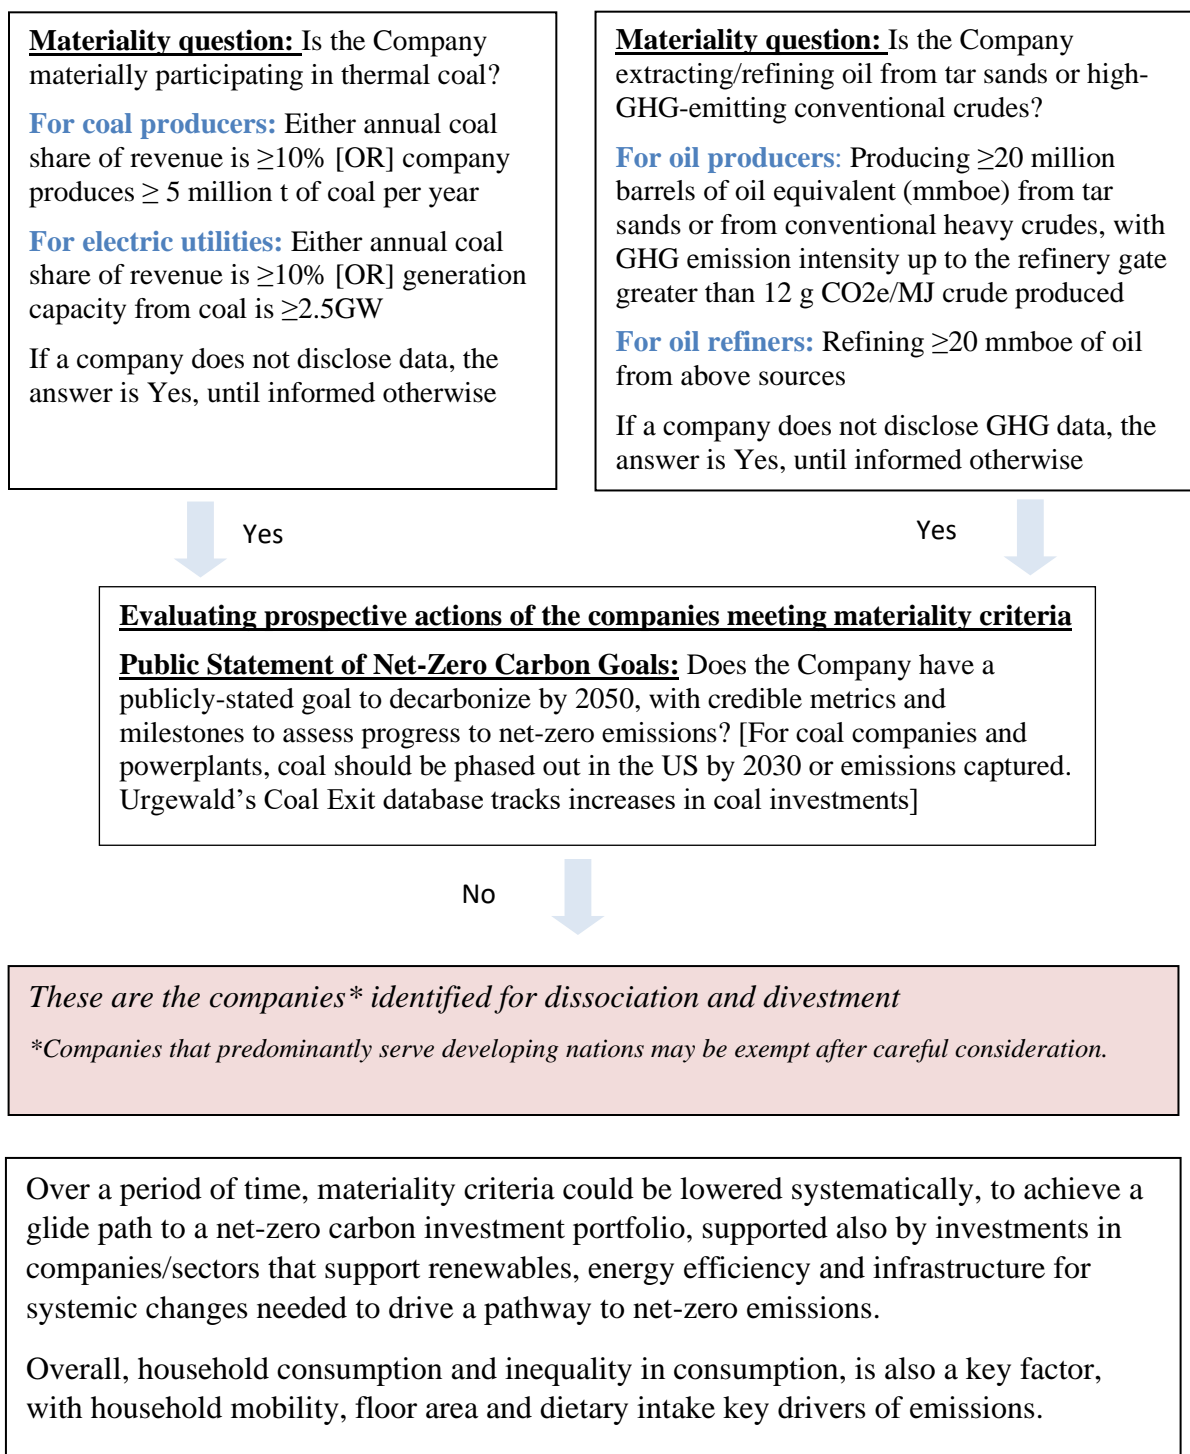 Materiality question: Is the Company
materially participating in thermal coal?
For coal producers: Either annual coal
share of revenue is ≥10% [OR] company
produces ≥ 5 million t of coal per year
For electric utilities: Either annual coal
share of revenue is ≥10% [OR] generation
capacity from coal is ≥2.5GW
If a company does not disclose data, the
answer is Yes, until informed otherwise
Materiality question: Is the Company
extracting/refining oil from tar sands or high-
GHG-emitting conventional crudes?
For oil producers: Producing ≥20 million
barrels of oil equivalent (mmboe) from tar
sands or from conventional heavy crudes, with
GHG emission intensity up to the refinery gate
greater than 12 g CO2e/MJ crude produced
For oil refiners: Refining ≥20 mmboe of oil
from above sources
If a company does not disclose GHG data, the
answer is Yes, until informed otherwise
Yes
Yes
Evaluating prospective actions of the companies meeting materiality criteria
Public Statement of Net-Zero Carbon Goals: Does the Company have a
publicly-stated goal to decarbonize by 2050, with credible metrics and
milestones to assess progress to net-zero emissions? [For coal companies and
powerplants, coal should be phased out in the US by 2030 or emissions captured.
Urgewald's Coal Exit database tracks increases in coal investments]
No
These are the companies* identified for dissociation and divestment
*Companies that predominantly serve developing nations may be exempt after careful consideration.
Over a period of time, materiality criteria could be lowered systematically, to achieve a
glide path to a net-zero carbon investment portfolio, supported also by investments in
companies/sectors that support renewables, energy efficiency and infrastructure for
systemic changes needed to drive a pathway to net-zero emissions.
Overall, household consumption and inequality in consumption, is also a key factor,
with household mobility, floor area and dietary intake key drivers of emissions.